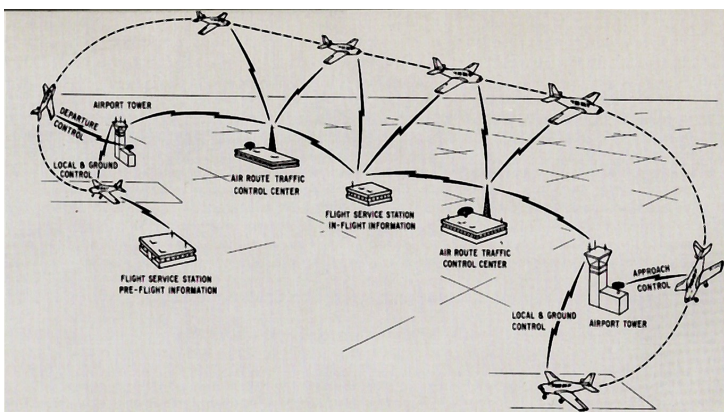 AIRPORT TOWER
DEPARTURE
CONTROL
LOCAL & GROUND
CONTROL
AIR ROUTE TRAFFIC
CONTROL CENTER
FLIGHT SERVICE STATION
IN-FLIGHT INFORMATION
AIR ROUTE TRAFFIC
CONTROL CENTER
FLIGHT SERVICE STATION
PRE-FLIGHT INFORMATION
APPROACH
CONTROL
LOCAL & GROUND
CONTROL
AIRPORT TOWER